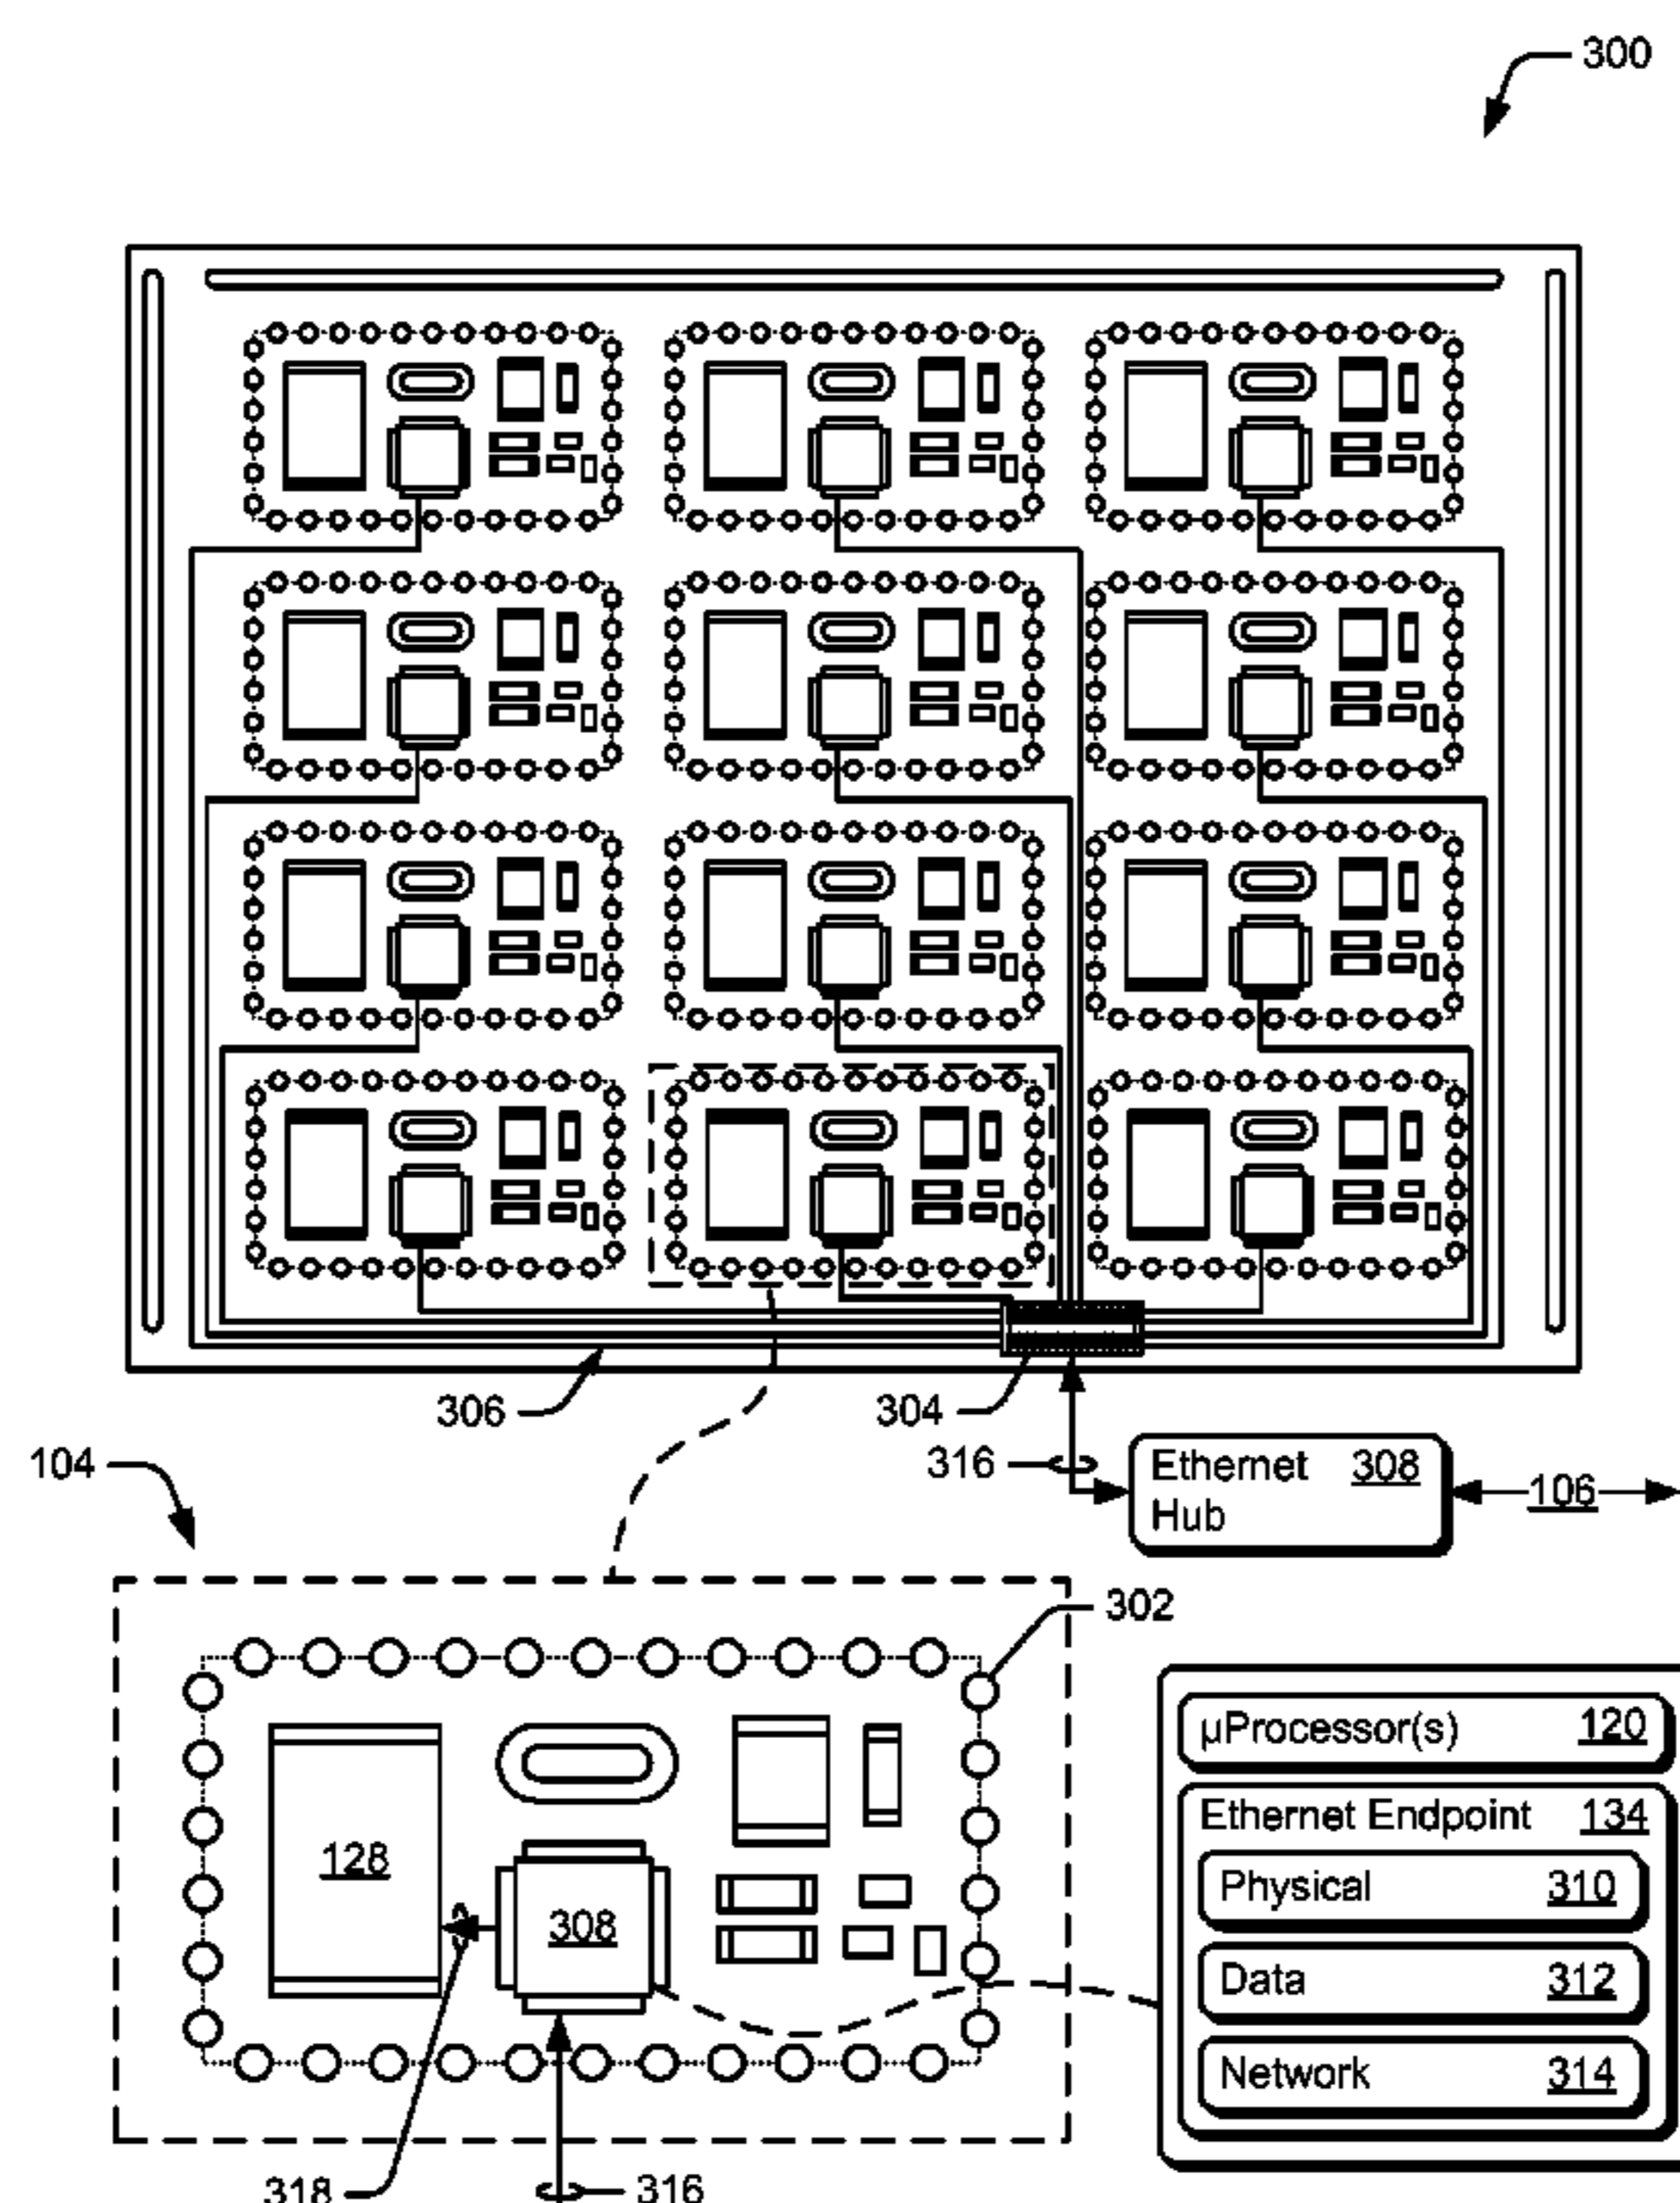 300
306
304
104
316
Ethernet 308
Hub
106
302
µProcessor(s) 120
Ethernet Endpoint 134
128
Physical 310
308
Data 312
Network 314
318
316